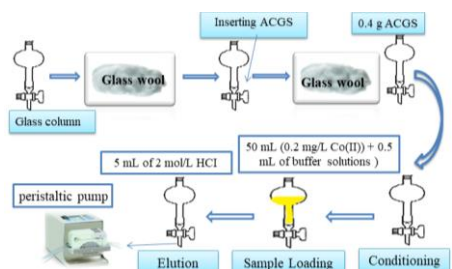 Inserting ACGS
0.4 g ACGS
Glass wool
Glass wool
Glass column
5 mL of 2 mol/L HCl
50 mL (0.2 mg/L Co(II)) + 0.5
mL of buffer solutions )
peristaltic pump
Elution
Sample Loading
Conditioning